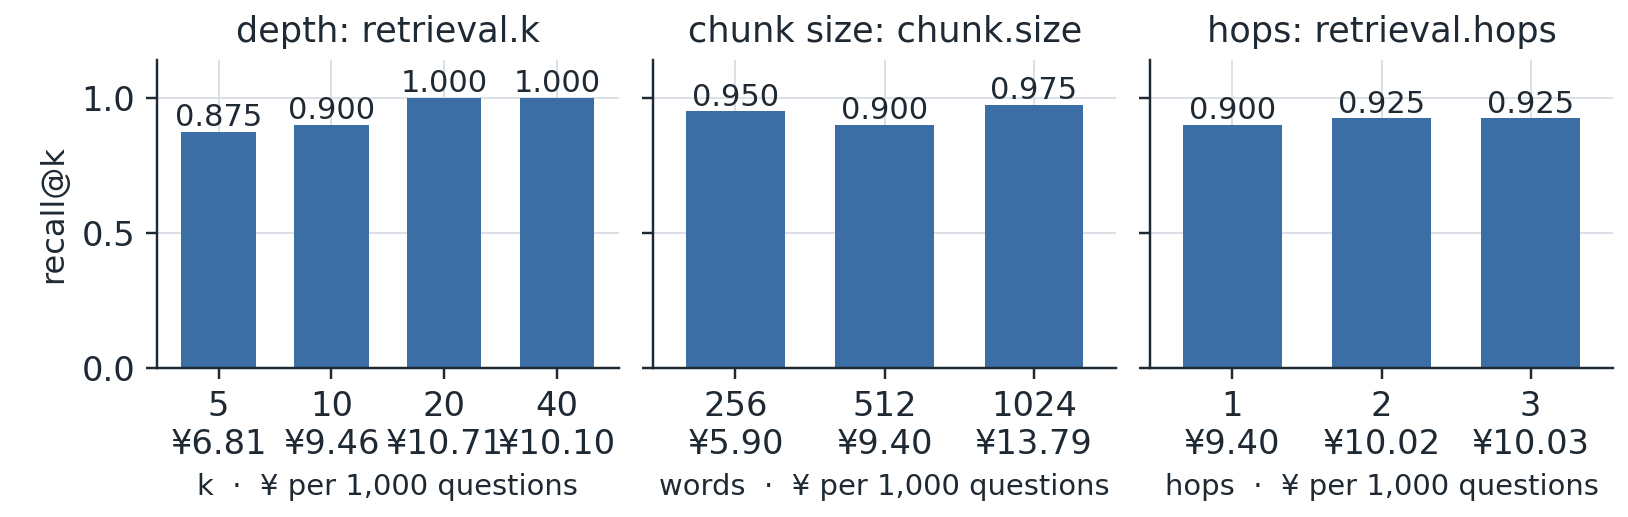 depth: retrieval.k
recall@k
1.0
0.5
0.0
0.875 0.900 1.000 1.000
5 10 20 40
¥6.81 ¥9.46 ¥10.71 ¥10.10
k · ¥ per 1,000 questions
chunk size: chunk.size
0.950 0.900 0.975
256 512 1024
¥5.90 ¥9.40 ¥13.79
words · ¥ per 1,000 questions
hops: retrieval.hops
0.900 0.925 0.925
1 2 3
¥9.40 ¥10.02 ¥10.03
hops · ¥ per 1,000 questions